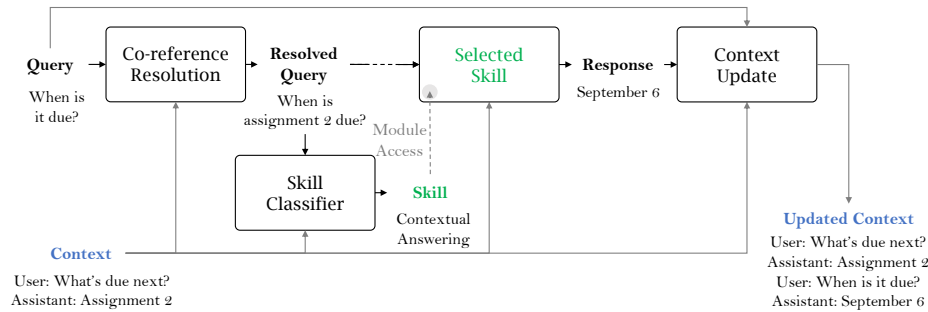 Query
When is
it due?
Co-reference
Resolution
Resolved
Query
When is
assignment 2 due?
Selected
Skill
Response
September 6
Context
Update
Module
Access
Skill
Classifier
Skill
Contextual
Answering
Context
User: What's due next?
Assistant: Assignment 2
Updated Context
User: What's due next?
Assistant: Assignment 2
User: When is it due?
Assistant: September 6